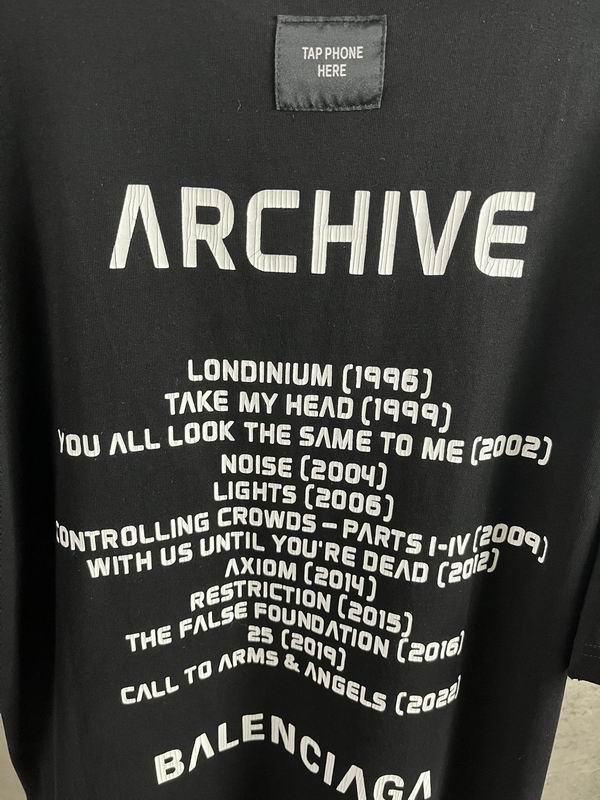 TAP PHONE
HERE
ARCHIVE
LONDINIUM (1996)
TAKE MY HEAD (1999)
YOU ALL LOOK THE SAME TO ME (2002)
NOISE (2004)
LIGHTS (2006)
CONTROLLING CROWDS – PARTS I-IV (2009)
WITH US UNTIL YOU'RE DEAD (2012)
AXIOM (2014)
RESTRICTION (2015)
THE FALSE FOUNDATION (2016)
25 (2019)
CALL TO ARMS & ANGELS (2022)
BALENCIAGA